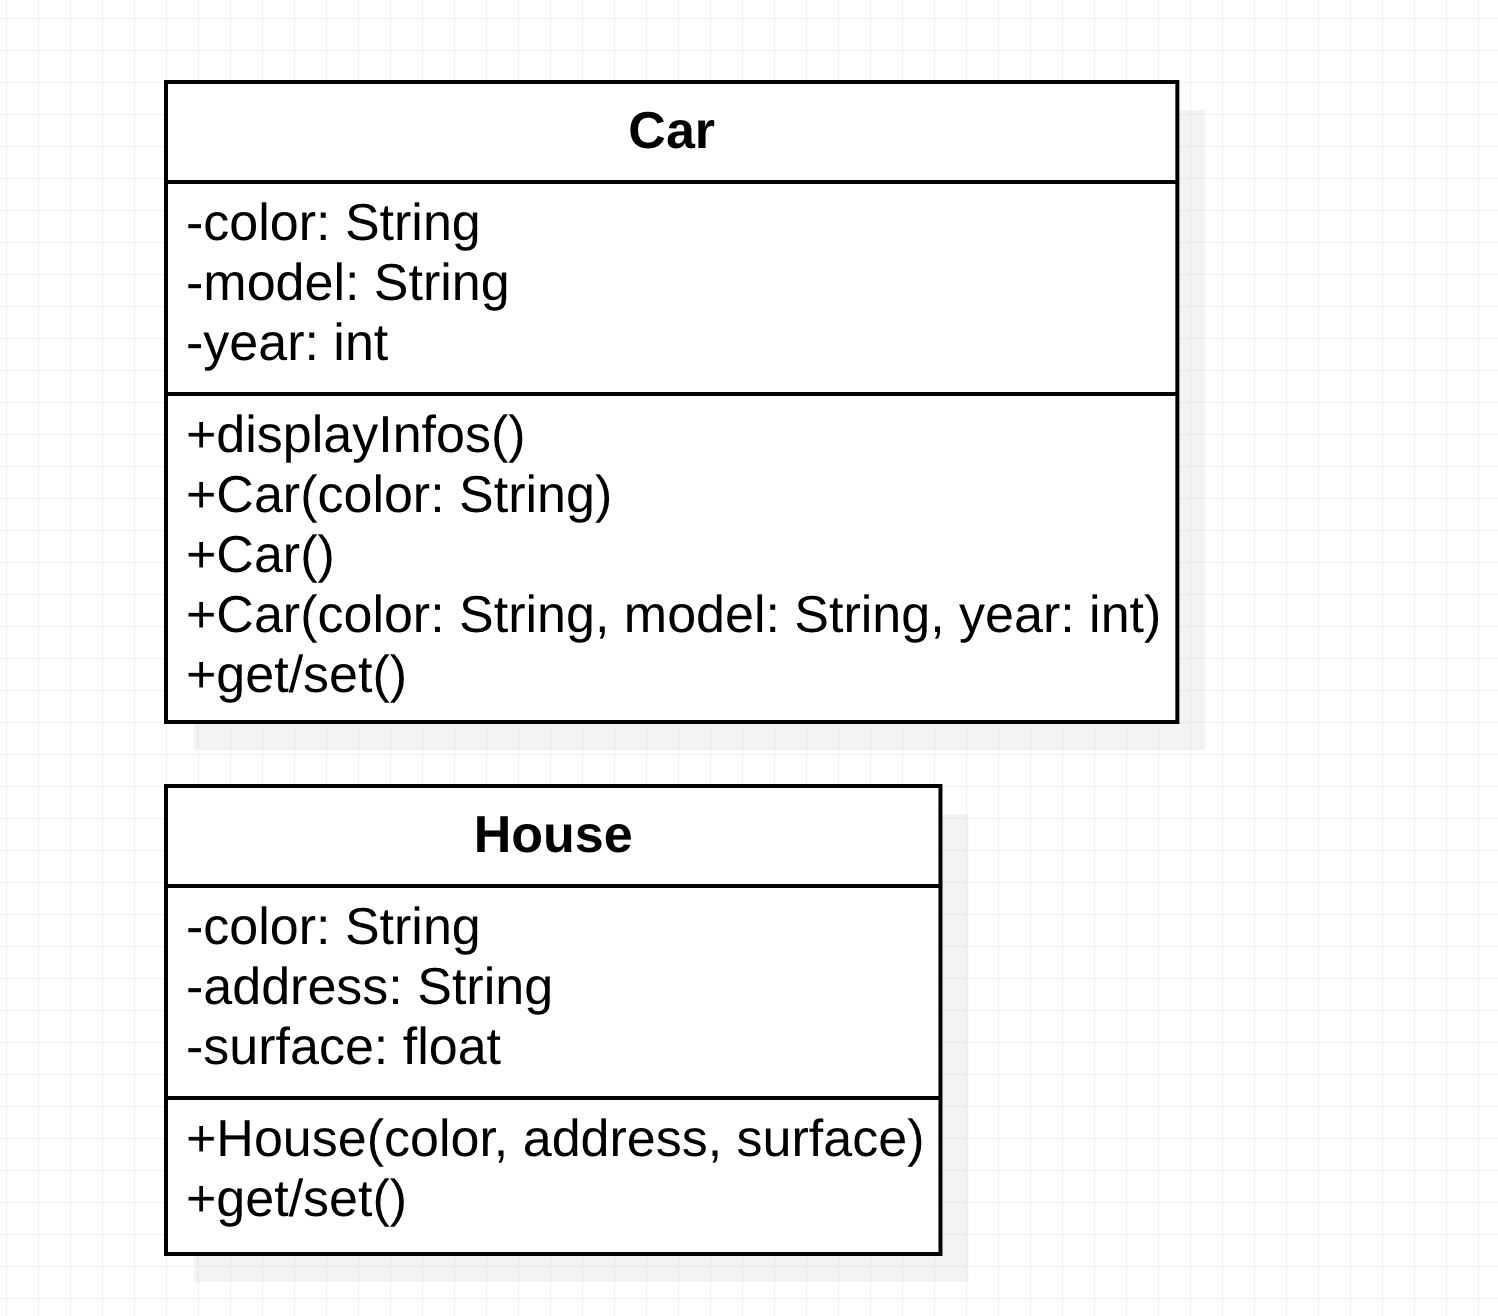 Car
-color: String
-model: String
-year: int
+displayInfos()
+Car(color: String)
+Car()
+Car(color: String, model: String, year: int)
+get/set()
House
-color: String
-address: String
-surface: float
+House(color, address, surface)
+get/set()